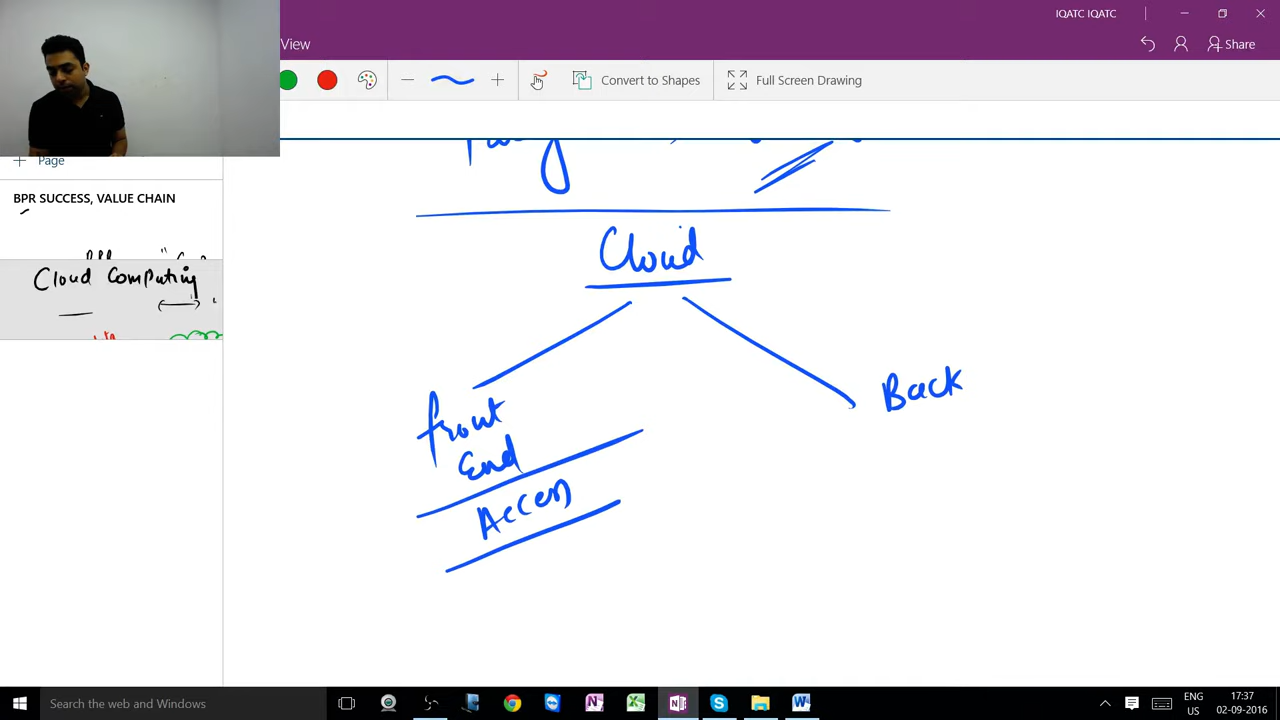 IQATC IQATC
View
Share
Convert to Shapes
Full Screen Drawing
Page
BPR SUCCESS, VALUE CHAIN
Cloud Computing
Cloud
front
End
Access
Back
Search the web and Windows
ENG
US
17:37
02-09-2016